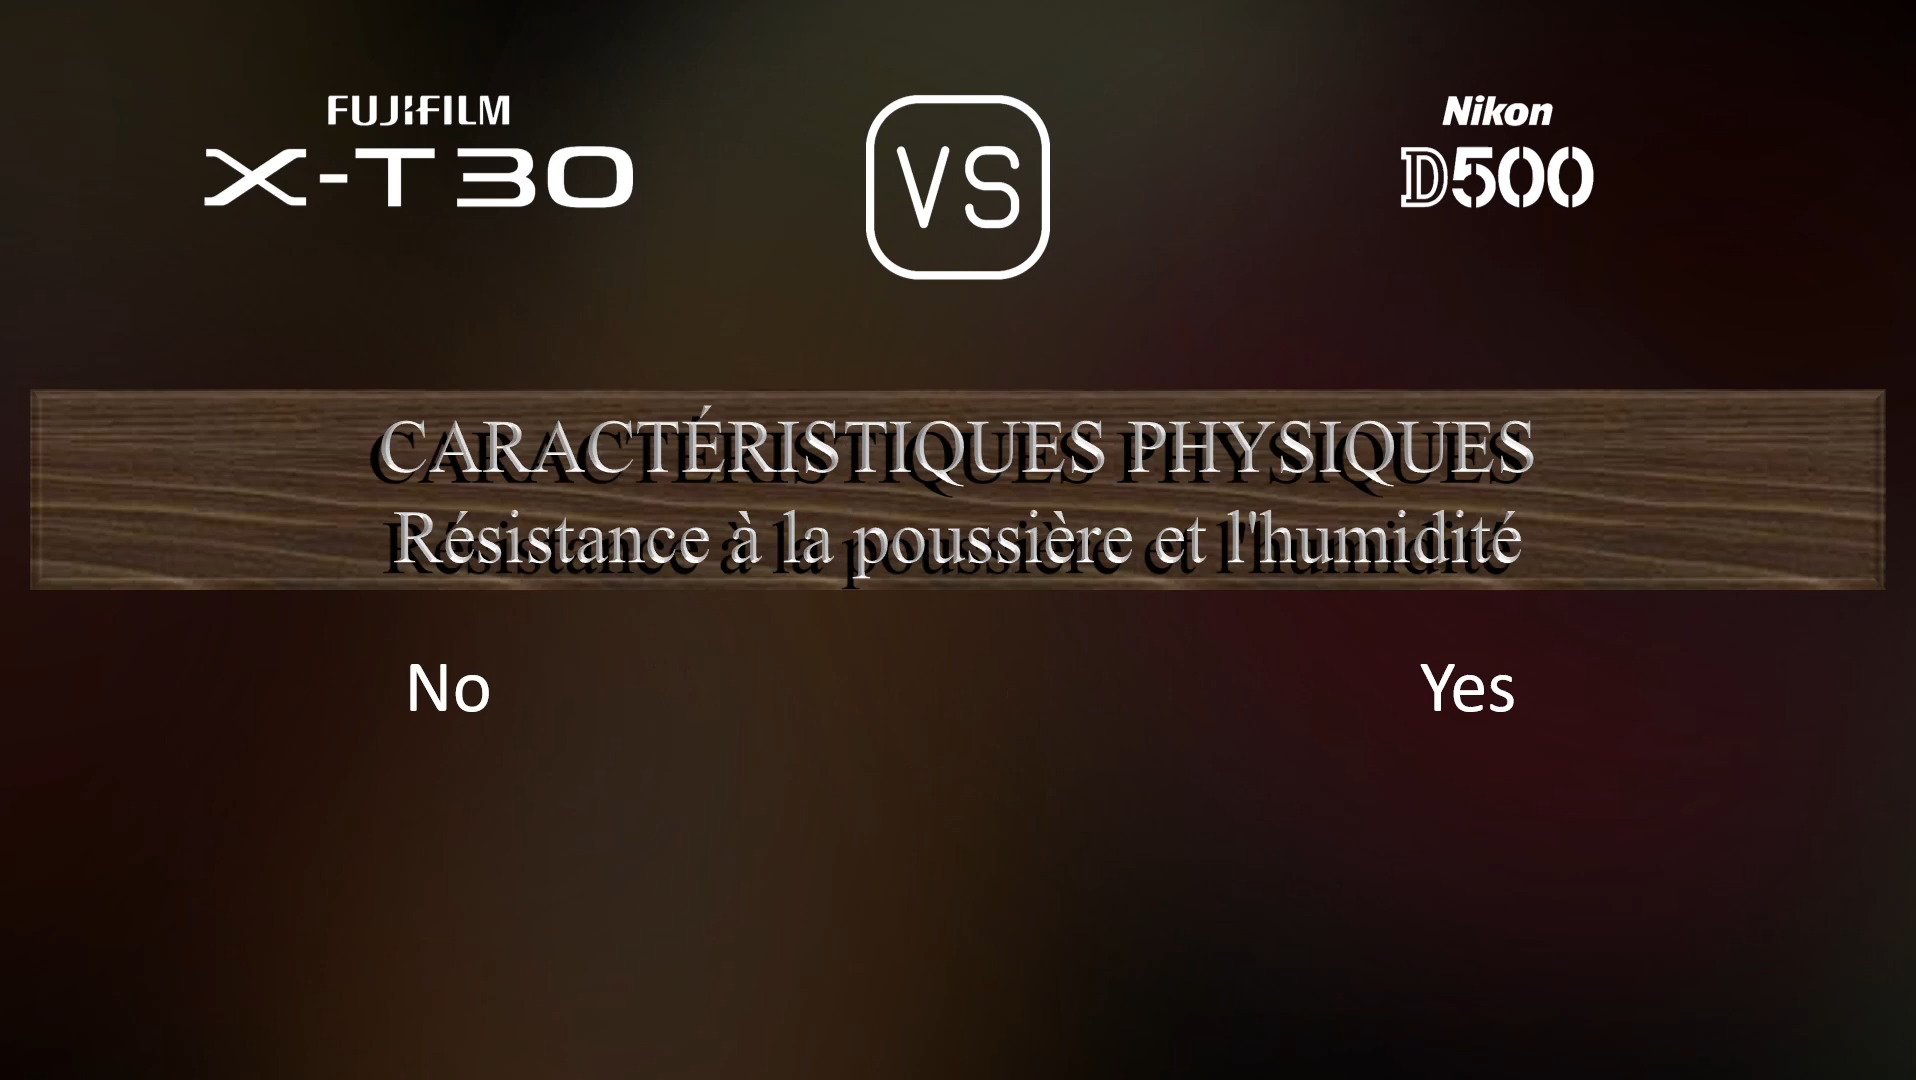 FUJIFILM
X-T30
VS
Nikon
D500
CARACTÉRISTIQUES PHYSIQUES
Résistance à la poussière et l'humidité
No
Yes